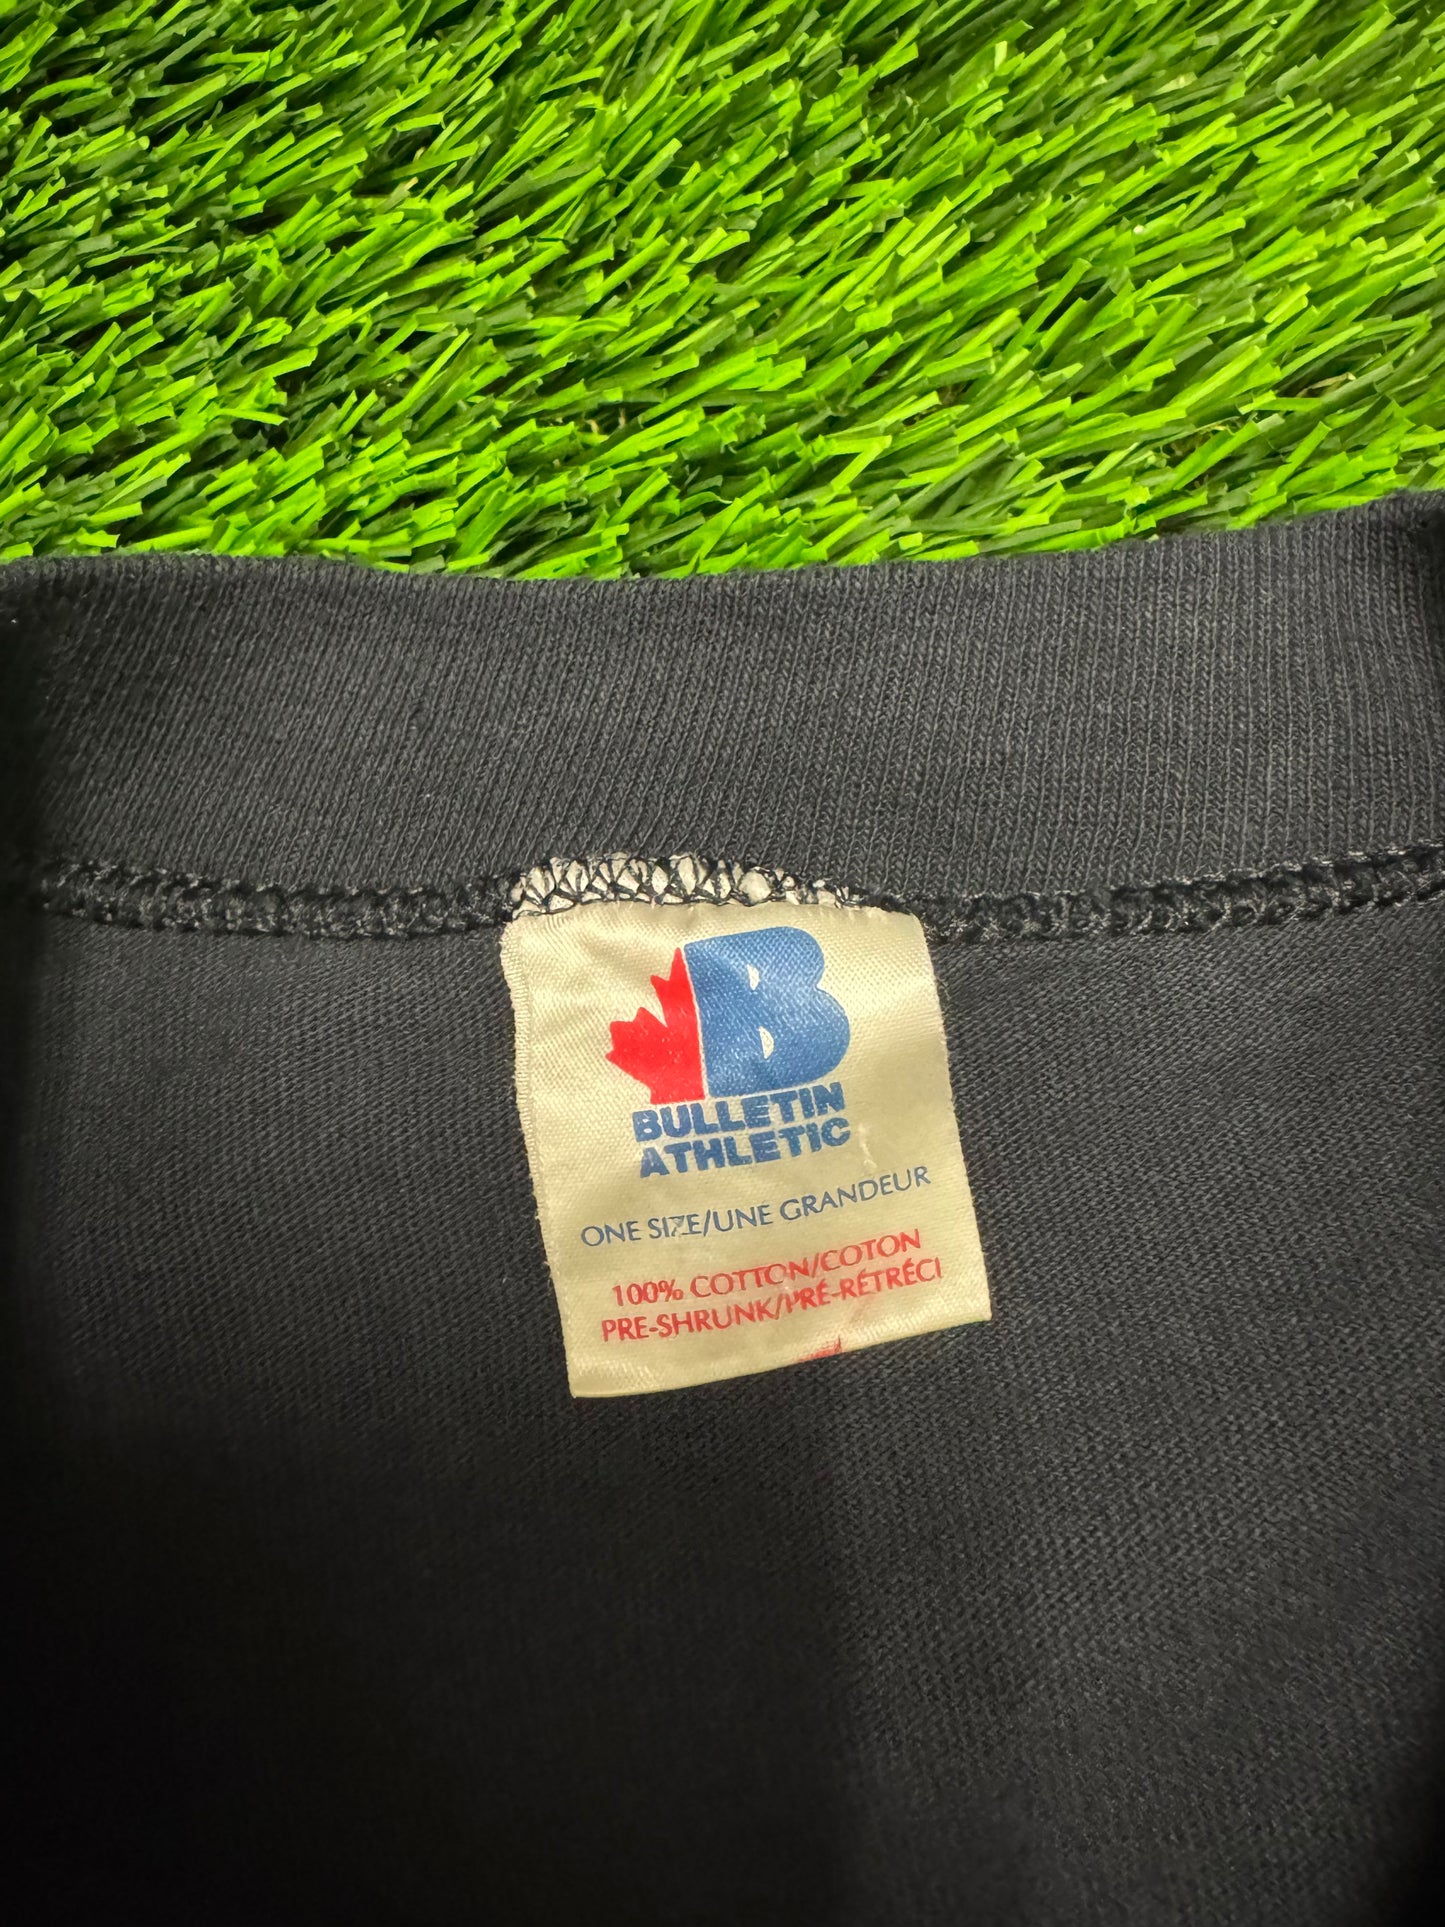 B
BULLETIN
ATHLETIC
ONE SIZE/UNE GRANDEUR
100% COTTON/COTON
PRE-SHRUNK/PRÉ-RÉTRÉCI